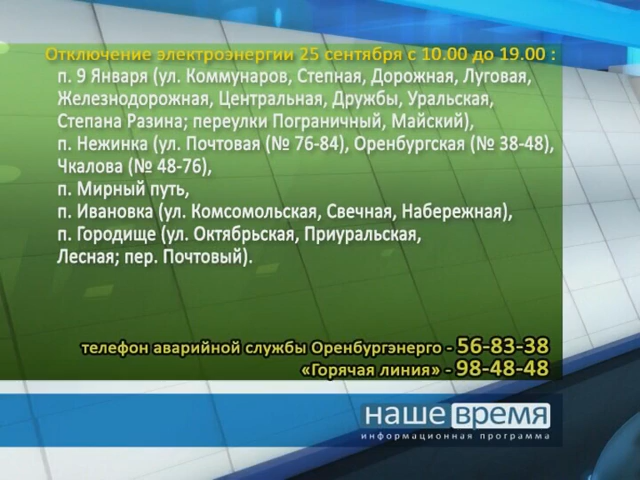 Отключение электроэнергии 25 сентября с 10.00 до 19.00 :
п. 9 Января (ул. Коммунаров, Степная, Дорожная, Луговая,
Железнодорожная, Центральная, Дружбы, Уральская,
Степана Разина; переулки Пограничный, Майский),
п. Нежинка (ул. Почтовая (№ 76-84), Оренбургская (№ 38-48),
Чкалова (№ 48-76),
п. Мирный путь,
п. Ивановка (ул. Комсомольская, Свечная, Набережная),
п. Городище (ул. Октябрьская, Приуральская,
Лесная; пер. Почтовый).
телефон аварийной службы Оренбургэнерго - 56-83-38
«Горячая линия» - 98-48-48
наше время
информационная программа